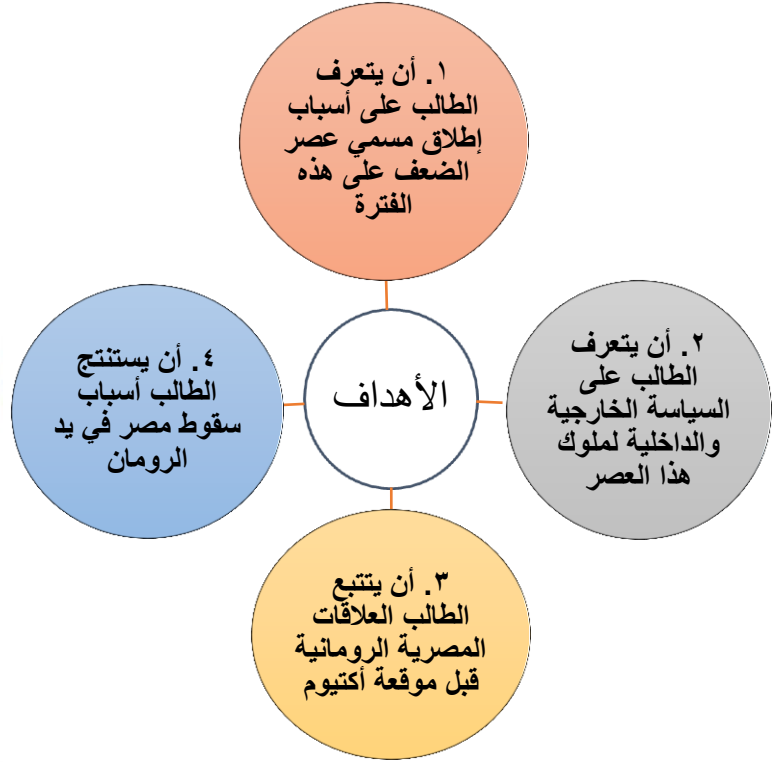 ١. أن يتعرف
الطالب على أسباب
إطلاق مسمي عصر
الضعف على هذه
الفترة
٢. أن يتعرف
الطالب على
السياسة الخارجية
والداخلية لملوك
هذا العصر
٣. أن يتتبع
الطالب العلاقات
المصرية الرومانية
قبل موقعة أكتيوم
٤. أن يستنتج
الطالب أسباب
سقوط مصر في يد
الرومان
الأهداف